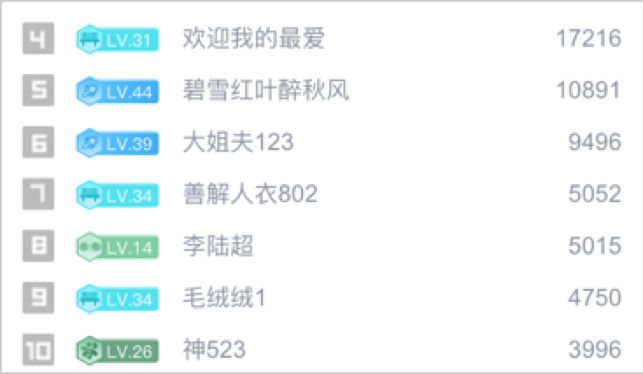 4 LV.31 欢迎我的最爱 17216
5 LV.44 碧雪红叶醉秋风 10891
6 LV.39 大姐夫123 9496
7 LV.34 善解人衣802 5052
8 LV.14 李陆超 5015
9 LV.34 毛绒绒1 4750
10 LV.26 神523 3996